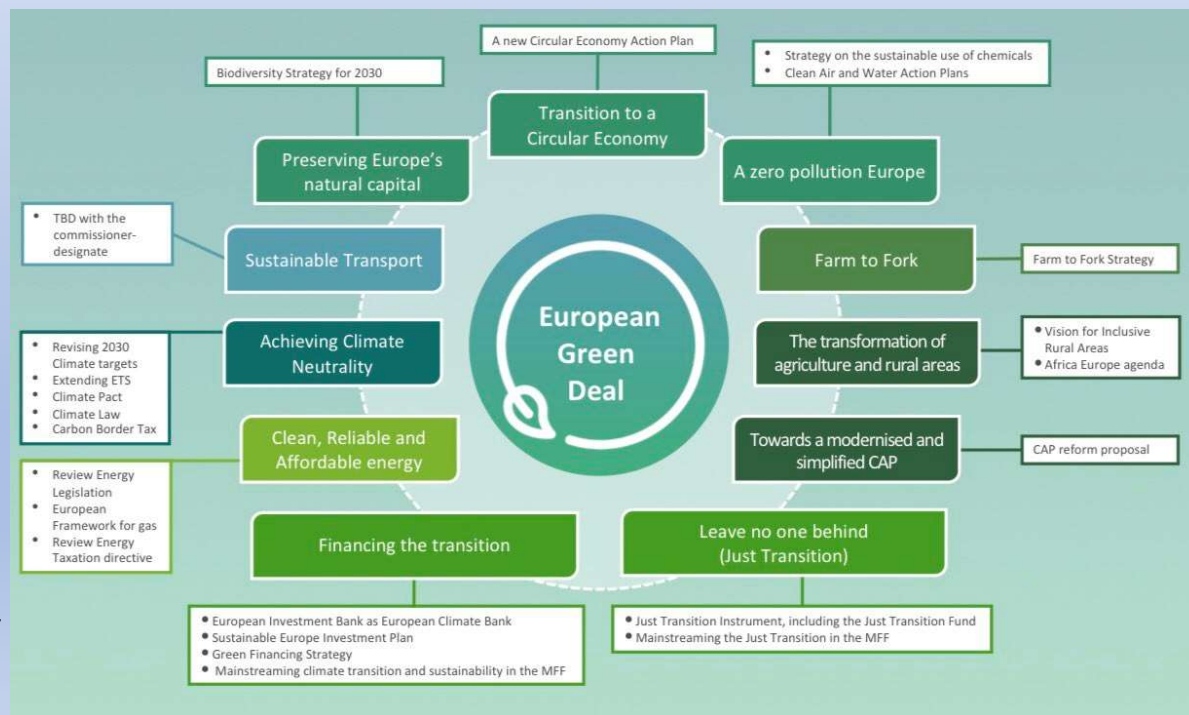 A new Circular Economy Action Plan
Biodiversity Strategy for 2030
• Strategy on the sustainable use of chemicals
• Clean Air and Water Action Plans
Transition to a
Circular Economy
Preserving Europe's
natural capital
A zero pollution Europe
• TBD with the
commissioner-
designate
Sustainable Transport
Farm to Fork
Farm to Fork Strategy
European
Green
Deal
• Revising 2030
Climate targets
• Extending ETS
• Climate Pact
• Climate Law
• Carbon Border Tax
Achieving Climate
Neutrality
The transformation of
agriculture and rural areas
• Vision for Inclusive
Rural Areas
• Africa Europe agenda
Clean, Reliable and
Affordable energy
Towards a modernised and
simplified CAP
CAP reform proposal
• Review Energy
Legislation
• European
Framework for gas
• Review Energy
Taxation directive
Financing the transition
Leave no one behind
(Just Transition)
• European Investment Bank as European Climate Bank
• Sustainable Europe Investment Plan
• Green Financing Strategy
• Mainstreaming climate transition and sustainability in the MFF
• Just Transition Instrument, including the Just Transition Fund
• Mainstreaming the Just Transition in the MFF